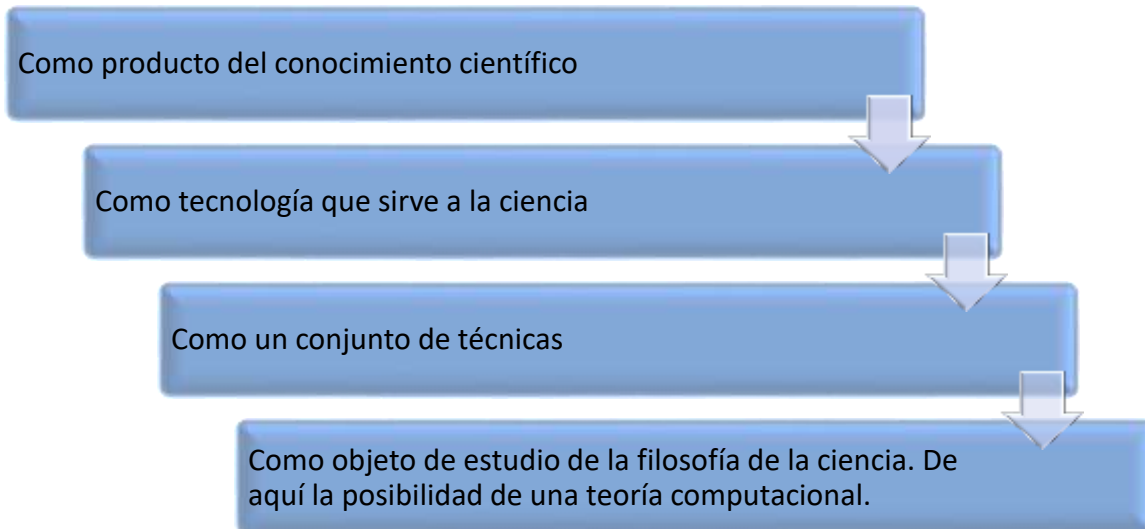 Como producto del conocimiento científico
Como tecnología que sirve a la ciencia
Como un conjunto de técnicas
Como objeto de estudio de la filosofía de la ciencia. De
aquí la posibilidad de una teoría computacional.